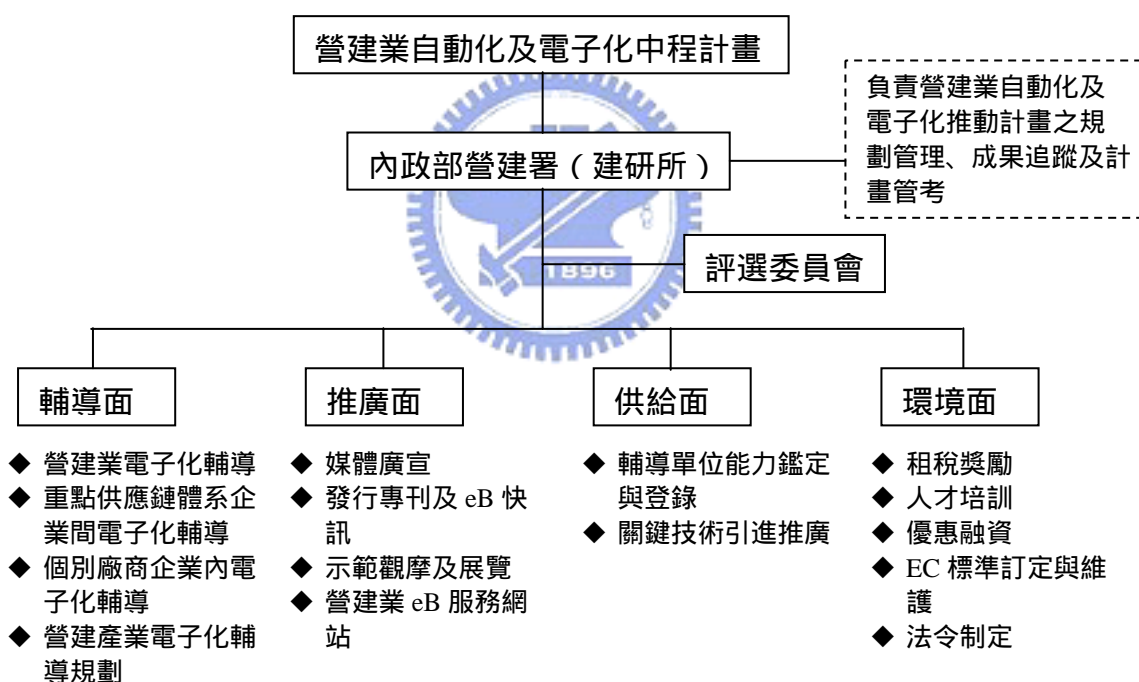 營建業自動化及電子化中程計畫
負責營建業自動化及
電子化推動計畫之規
劃管理、成果追蹤及計
畫管考
內政部營建署(建研所)
評選委員會
1896
輔導面
◆ 營建業電子化輔導
◆ 重點供應鏈體系企
業間電子化輔導
◆ 個別廠商企業內電
子化輔導
◆ 營建產業電子化輔
導規劃
推廣面
◆ 媒體廣宣
◆ 發行專刊及 eB 快
訊
◆ 示範觀摩及展覽
◆ 營建業 eB 服務網
站
供給面
◆ 輔導單位能力鑑定
與登錄
◆ 關鍵技術引進推廣
環境面
◆ 租稅獎勵
◆ 人才培訓
◆ 優惠融資
◆ EC 標準訂定與維
護
◆ 法令制定